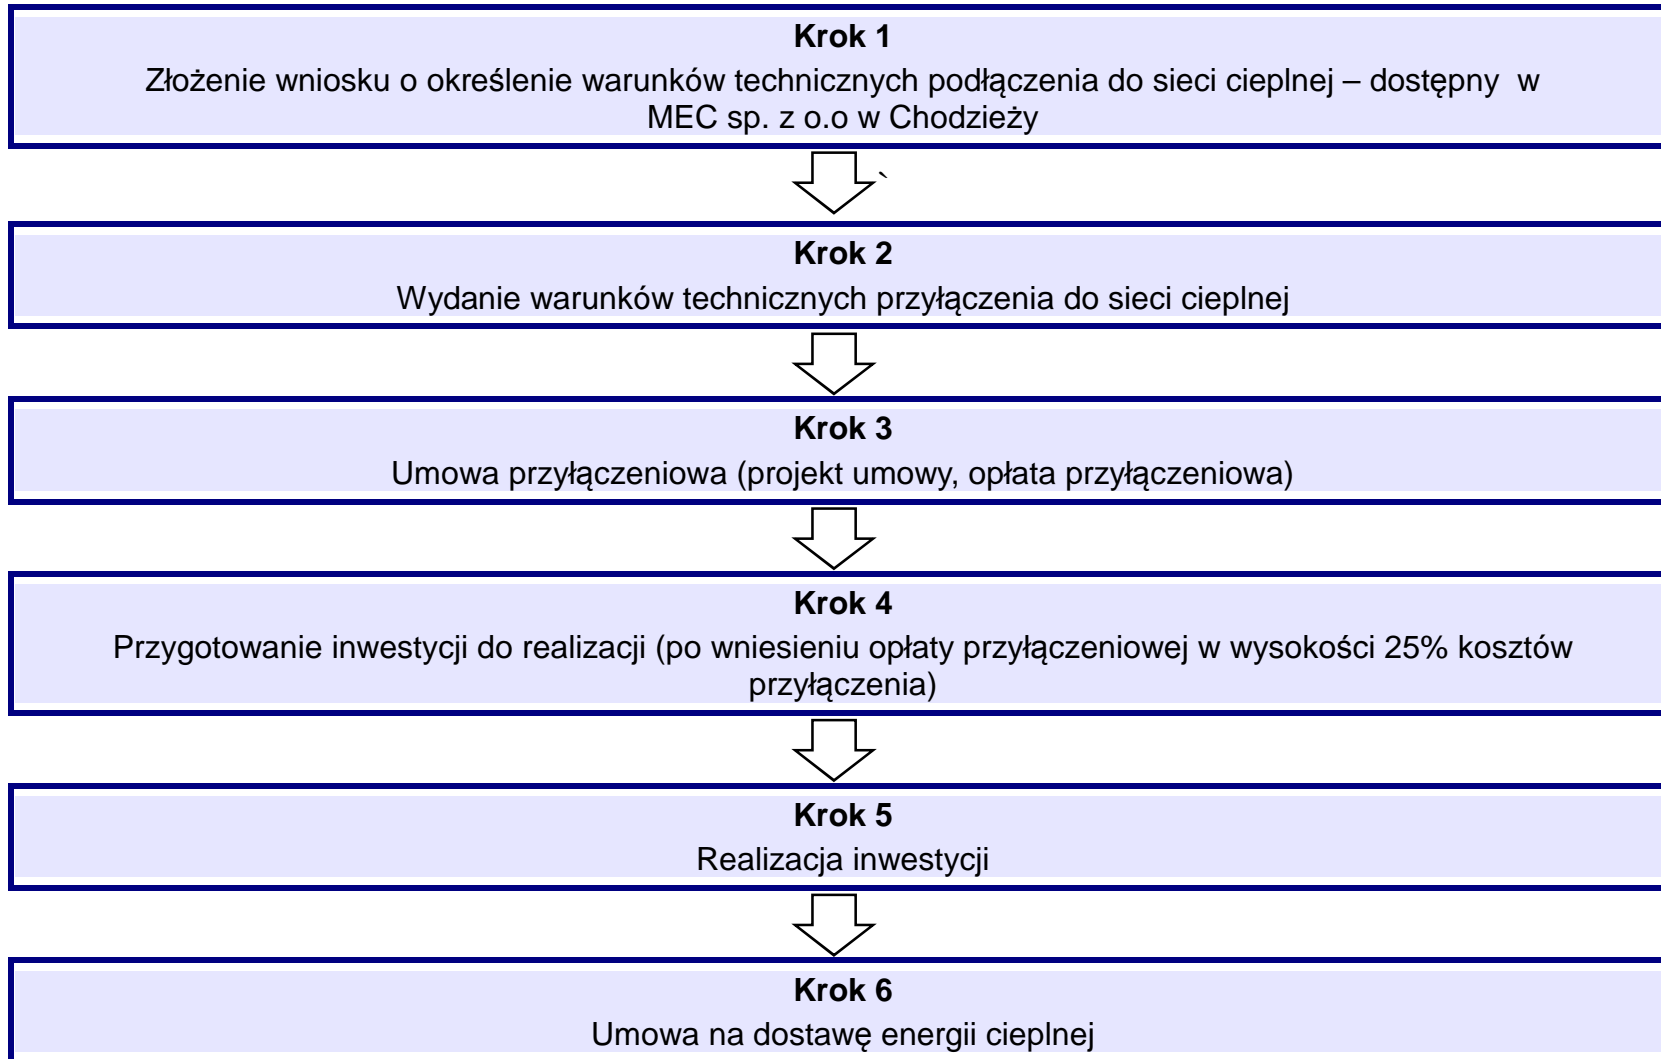 Krok 1
Złożenie wniosku o określenie warunków technicznych podłączenia do sieci cieplnej – dostępny  w
MEC sp. z o.o w Chodzieży
`
Krok 2
Wydanie warunków technicznych przyłączenia do sieci cieplnej
Krok 3
Umowa przyłączeniowa (projekt umowy, opłata przyłączeniowa)
Krok 4
Przygotowanie inwestycji do realizacji (po wniesieniu opłaty przyłączeniowej w wysokości 25% kosztów
przyłączenia)
Krok 5
Realizacja inwestycji
Krok 6
Umowa na dostawę energii cieplnej